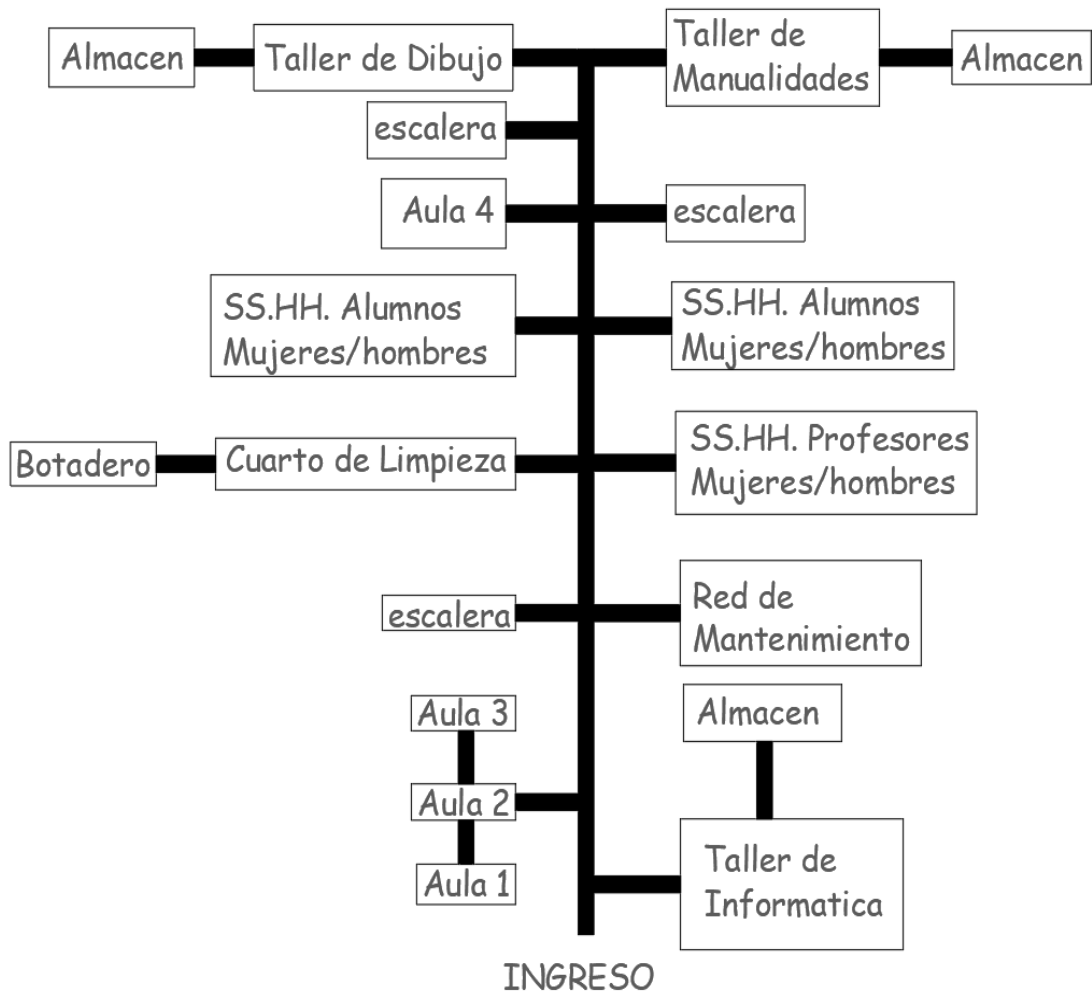 Almacen
Taller de Dibujo
Taller de
Manualidades
Almacen
escalera
Aula 4
escalera
SS.HH. Alumnos
Mujeres/hombres
SS.HH. Alumnos
Mujeres/hombres
Botadero
Cuarto de Limpieza
SS.HH. Profesores
Mujeres/hombres
escalera
Red de
Mantenimiento
Aula 3
Almacen
Aula 2
Aula 1
Taller de
Informatica
INGRESO